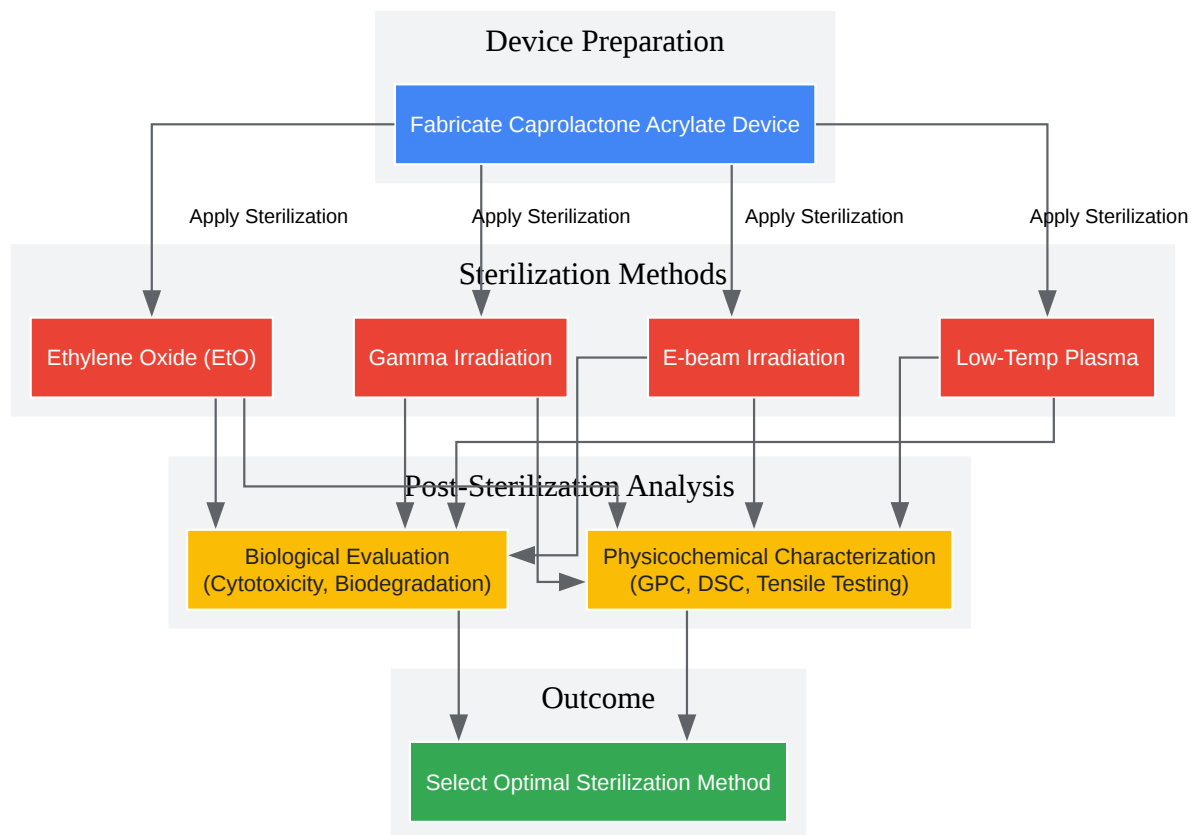 Device Preparation
Fabricate Caprolactone Acrylate Device
Apply Sterilization
Apply Sterilization
Apply Sterilization
Apply Sterilization
Sterilization Methods
Ethylene Oxide (EtO)
Gamma Irradiation
E-beam Irradiation
Low-Temp Plasma
Post-Sterilization Analysis
Biological Evaluation
(Cytotoxicity, Biodegradation)
Physicochemical Characterization
(GPC, DSC, Tensile Testing)
Outcome
Select Optimal Sterilization Method